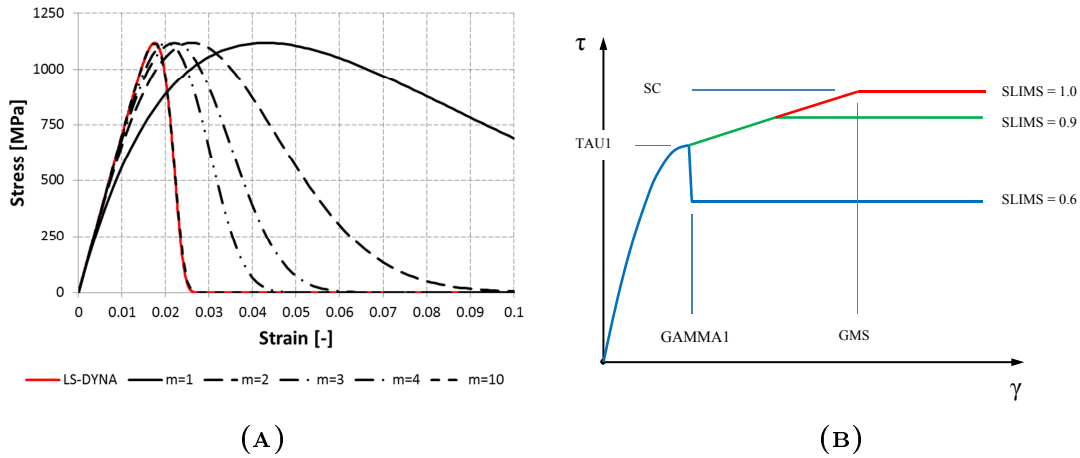 1250
1000
750
500
250
0
Stress [MPa]
0 0.01 0.02 0.03 0.04 0.05 0.06 0.07 0.08 0.09 0.1
Strain [-]
LS-DYNA m=1 m=2 m=3 m=4 m=10
(A)
τ
SC
SLIMS = 1.0
SLIMS = 0.9
TAU1
SLIMS = 0.6
GAMMA1 GMS
γ
(B)